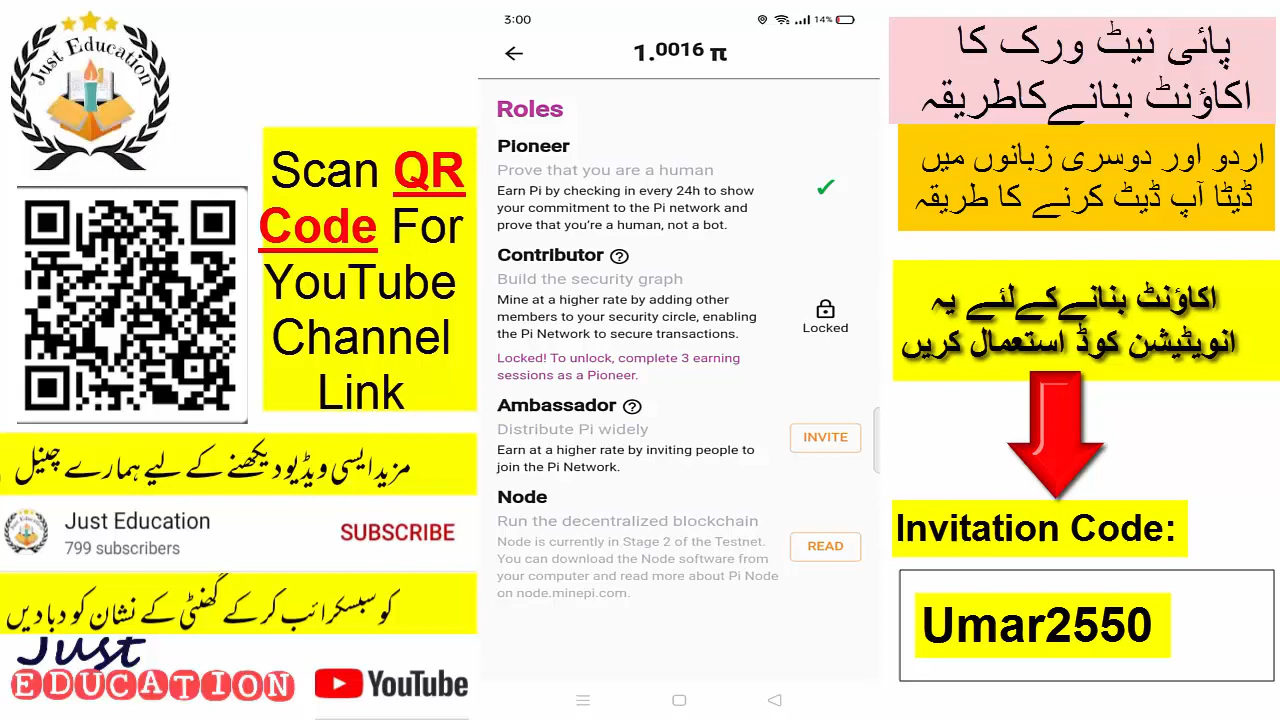 Just Education
Scan QR
Code For
YouTube
Channel
Link
مزید ایسی ویڈیو دیکھنے کے لیے ہمارے چینل
Just Education
799 subscribers
SUBSCRIBE
کو سبسکرائب کر کے گھنٹی کے نشان کو دبا دیں
Just
EDUCATION
YouTube
3:00
14%
1.0016 π
Roles
Pioneer
Prove that you are a human
Earn Pi by checking in every 24h to show
your commitment to the Pi network and
prove that you're a human, not a bot.
Contributor ?
Build the security graph
Mine at a higher rate by adding other
members to your security circle, enabling
the Pi Network to secure transactions.
Locked
Locked! To unlock, complete 3 earning
sessions as a Pioneer.
Ambassador ?
Distribute Pi widely
Earn at a higher rate by inviting people to
join the Pi Network.
INVITE
Node
Run the decentralized blockchain
Node is currently in Stage 2 of the Testnet.
You can download the Node software from
your computer and read more about Pi Node
on node.minepi.com.
READ
پائی نیٹ ورک کا
اکاؤنٹ بنانےکاطریقہ
اردو اور دوسری زبانوں میں
ڈیٹا آپ ڈیٹ کرنے کا طریقہ
اکاؤنٹ بنانےکےلئے یہ
انویٹیشن کوڈ استعمال کریں
Invitation Code:
Umar2550